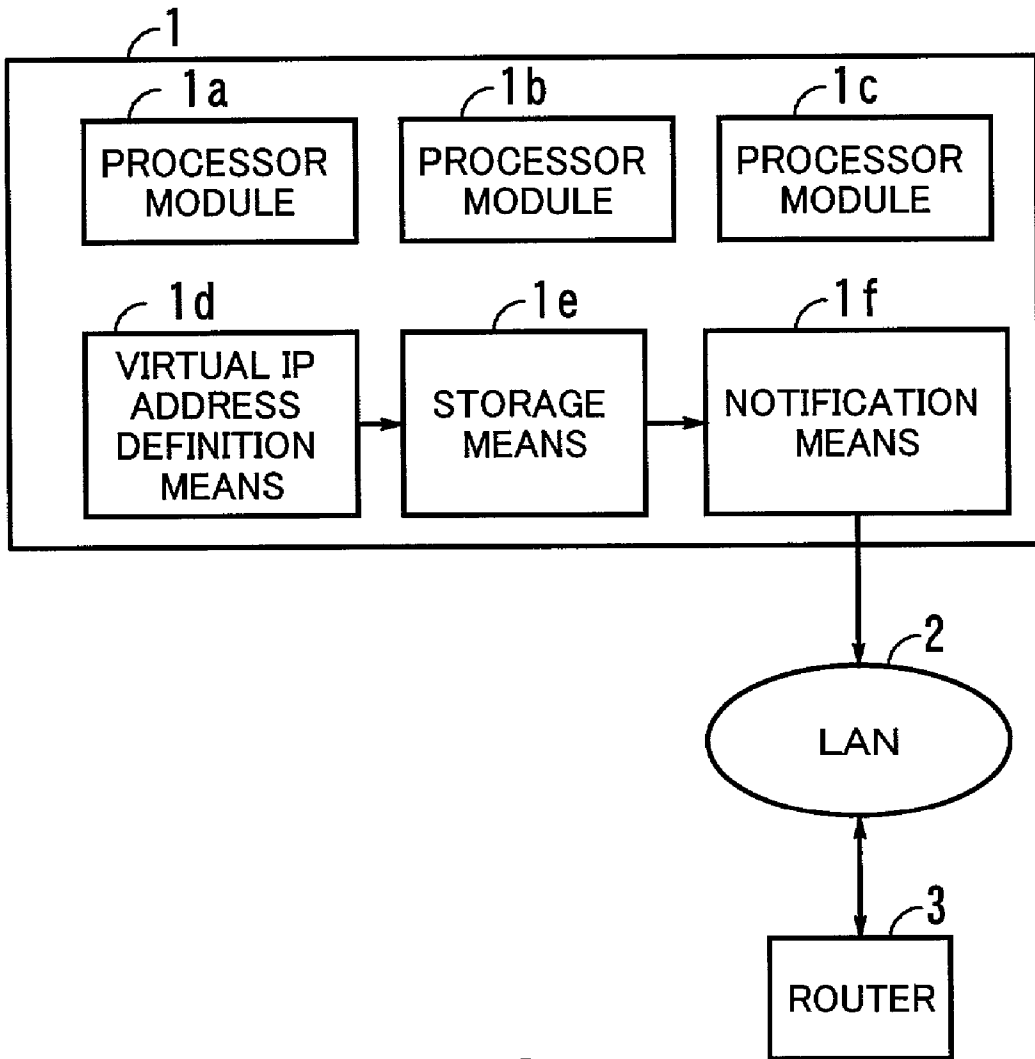 1
1a
1b
1c
PROCESSOR
MODULE
PROCESSOR
MODULE
PROCESSOR
MODULE
1d
1e
1f
VIRTUAL IP
ADDRESS
DEFINITION
MEANS
STORAGE
MEANS
NOTIFICATION
MEANS
2
LAN
3
ROUTER